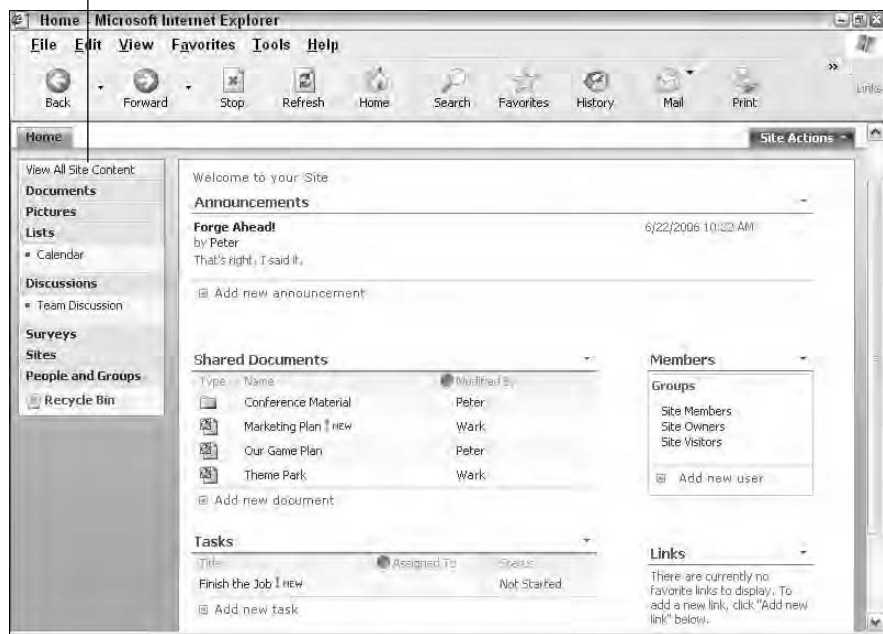 Home - Microsoft Internet Explorer
File Edit View Favorites Tools Help
Back Forward Stop Refresh Home Search Favorites History Mail Print
Links
Home
Site Actions
View All Site Content
Documents
Pictures
Lists
Calendar
Discussions
Team Discussion
Surveys
Sites
People and Groups
Recycle Bin
Welcome to your Site
Announcements
Forge Ahead!
6/22/2006 10:22 AM
by Peter
That's right, I said it.
Add new announcement
Shared Documents
Type Name Modified By
Conference Material Peter
Marketing Plan ! NEW Wark
Our Game Plan Peter
Theme Park Wark
Add new document
Tasks
Title Assigned To Status
Finish the Job ! NEW Not Started
Add new task
Members
Groups
Site Members
Site Owners
Site Visitors
Add new user
Links
There are currently no
favorite links to display. To
add a new link, click "Add new
link" below.